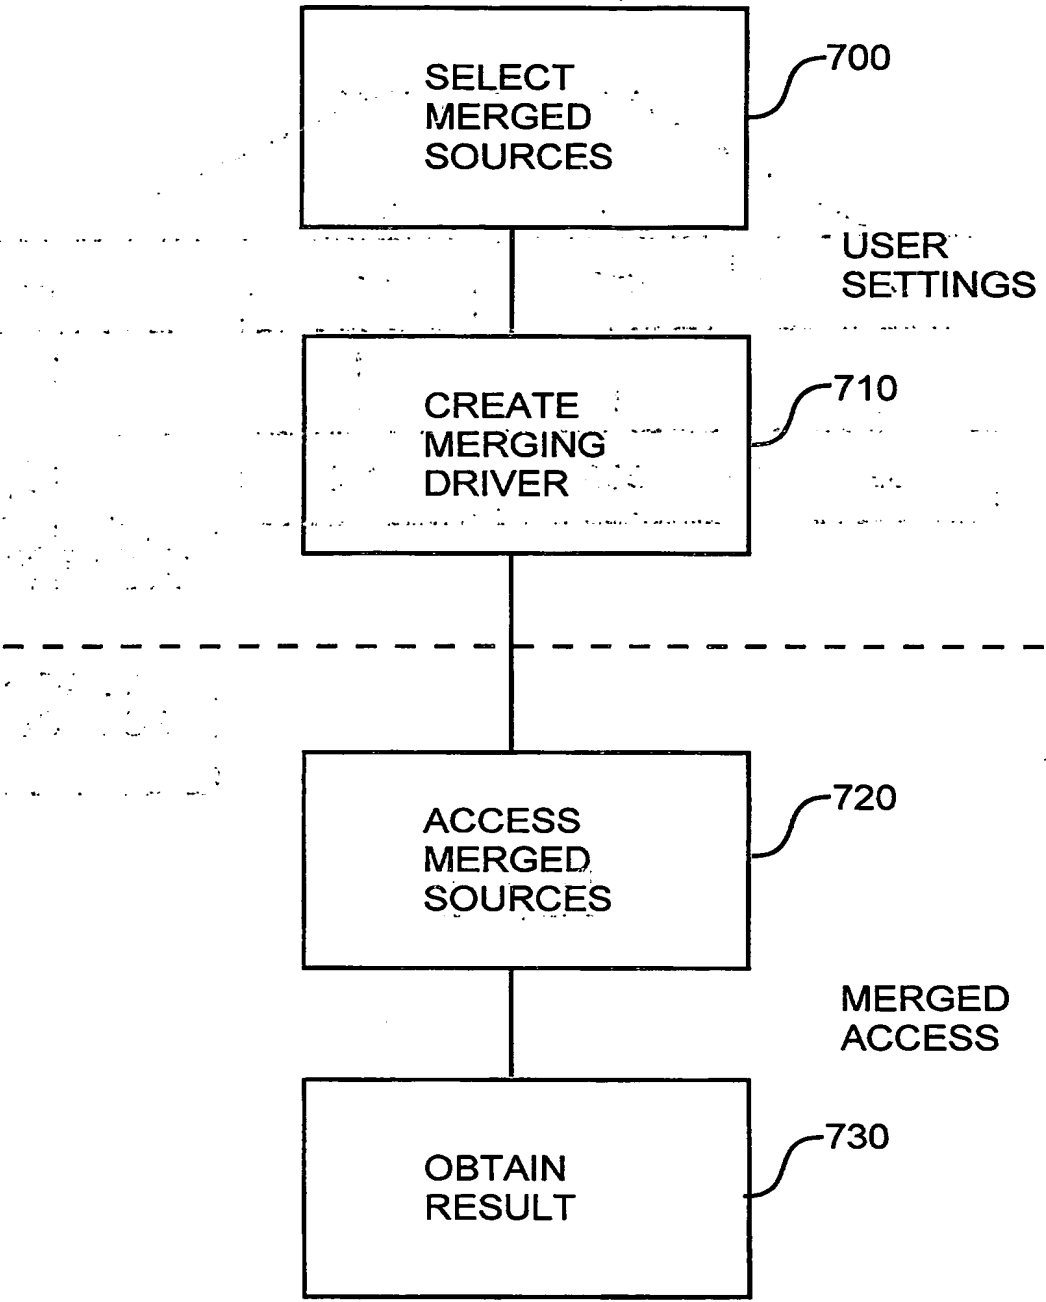 SELECT
MERGED
SOURCES
700
USER
SETTINGS
CREATE
MERGING
DRIVER
710
ACCESS
MERGED
SOURCES
720
MERGED
ACCESS
OBTAIN
RESULT
730